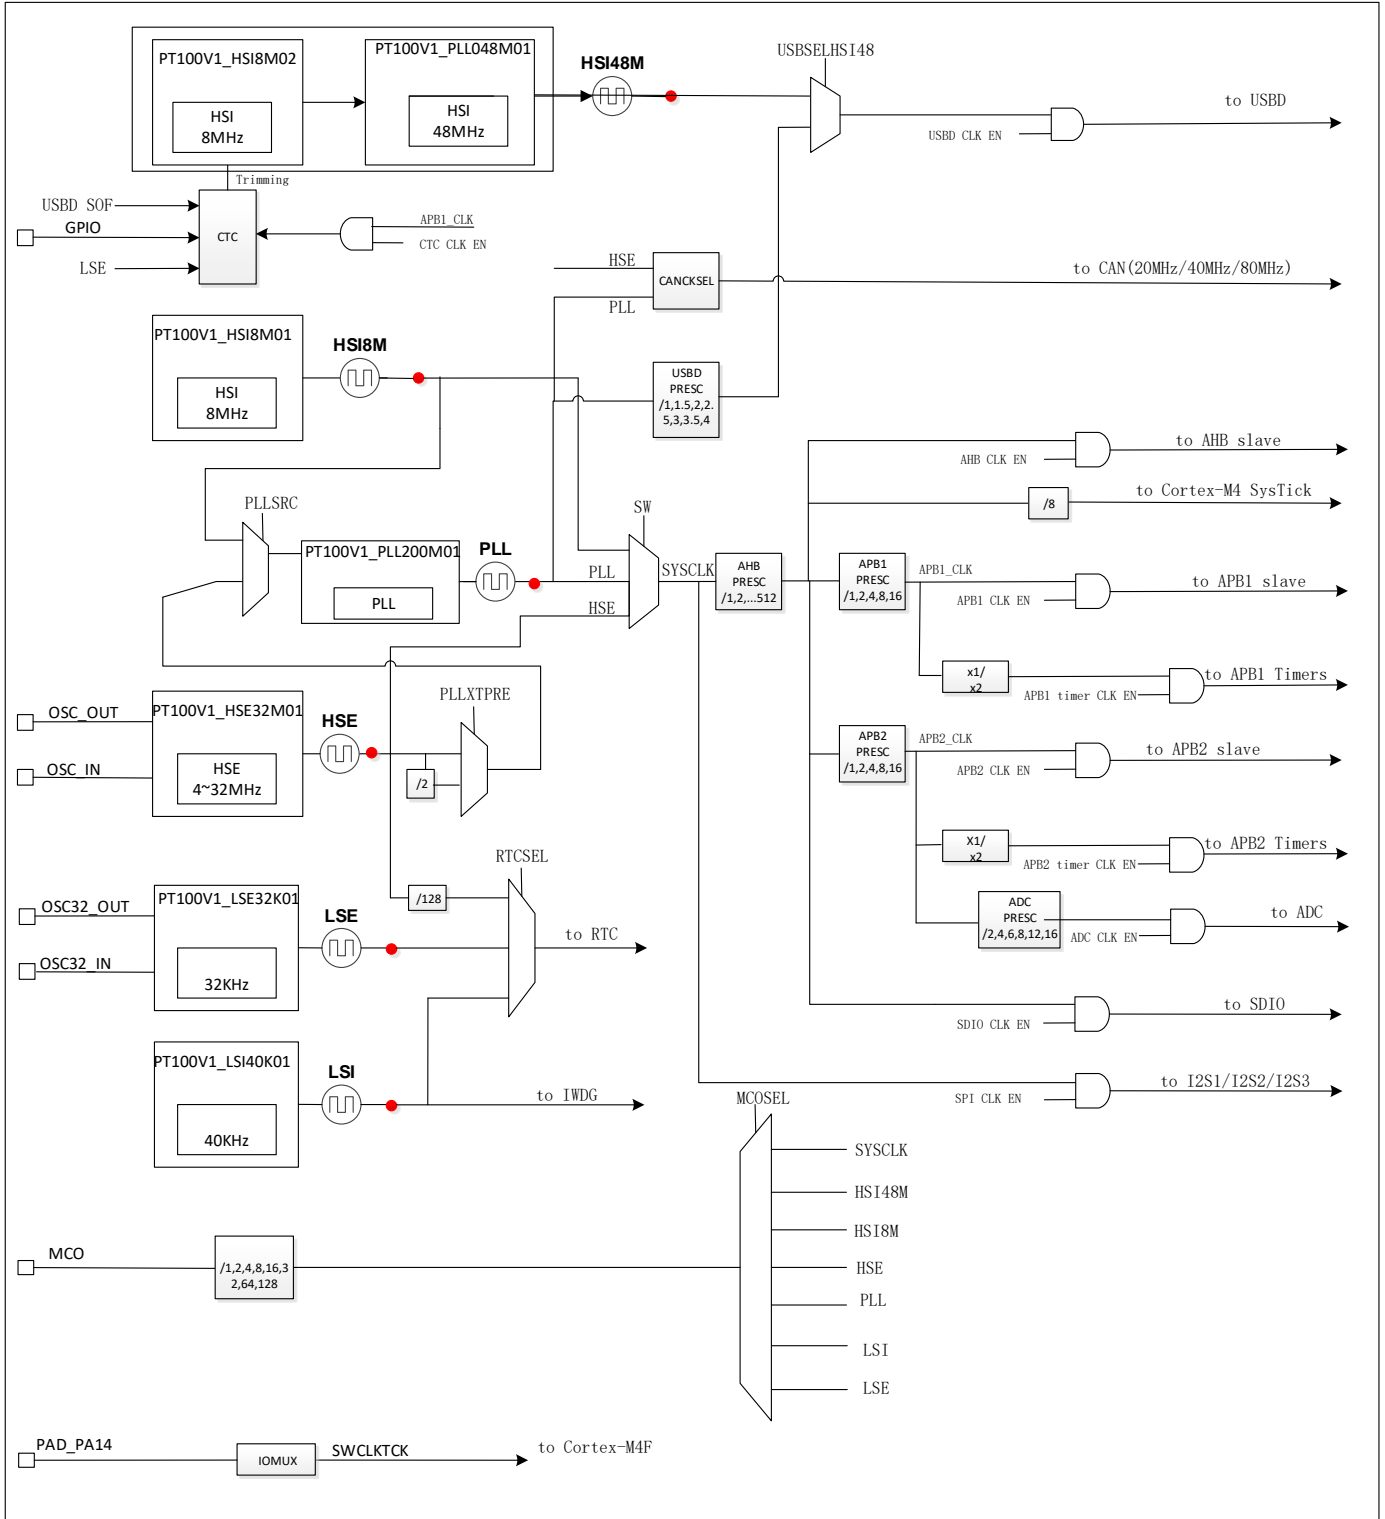 PT100V1_HSI8M02
HSI
8MHz
PT100V1_PLL048M01
HSI
48MHz
HSI48M
USBSELHSI48
USBD CLK EN
to USBD
Trimming
USBD SOF
GPIO
LSE
CTC
APB1_CLK
CTC CLK EN
HSE
PLL
CANCKSEL
to CAN(20MHz/40MHz/80MHz)
PT100V1_HSI8M01
HSI
8MHz
HSI8M
USBD
PRESC
/1,1.5,2,2.
5,3,3.5,4
AHB CLK EN
to AHB slave
/8
to Cortex-M4 SysTick
PLLSRC
PT100V1_PLL200M01
PLL
PLL
SW
PLL
HSE
SYSCLK
AHB
PRESC
/1,2,...512
APB1
PRESC
/1,2,4,8,16
APB1_CLK
APB1 CLK EN
to APB1 slave
x1/
x2
APB1 timer CLK EN
to APB1 Timers
PLLXTPRE
OSC_OUT
OSC_IN
PT100V1_HSE32M01
HSE
4~32MHz
HSE
/2
APB2
PRESC
/1,2,4,8,16
APB2_CLK
APB2 CLK EN
to APB2 slave
X1/
x2
APB2 timer CLK EN
to APB2 Timers
ADC
PRESC
/2,4,6,8,12,16
ADC CLK EN
to ADC
RTCSEL
/128
OSC32_OUT
OSC32_IN
PT100V1_LSE32K01
32KHz
LSE
to RTC
SDIO CLK EN
to SDIO
PT100V1_LSI40K01
40KHz
LSI
to IWDG
SPI CLK EN
to I2S1/I2S2/I2S3
MCOSEL
SYSCLK
HSI48M
HSI8M
HSE
PLL
LSI
LSE
MCO
/1,2,4,8,16,3
2,64,128
PAD_PA14
IOMUX
SWCLKTCK
to Cortex-M4F